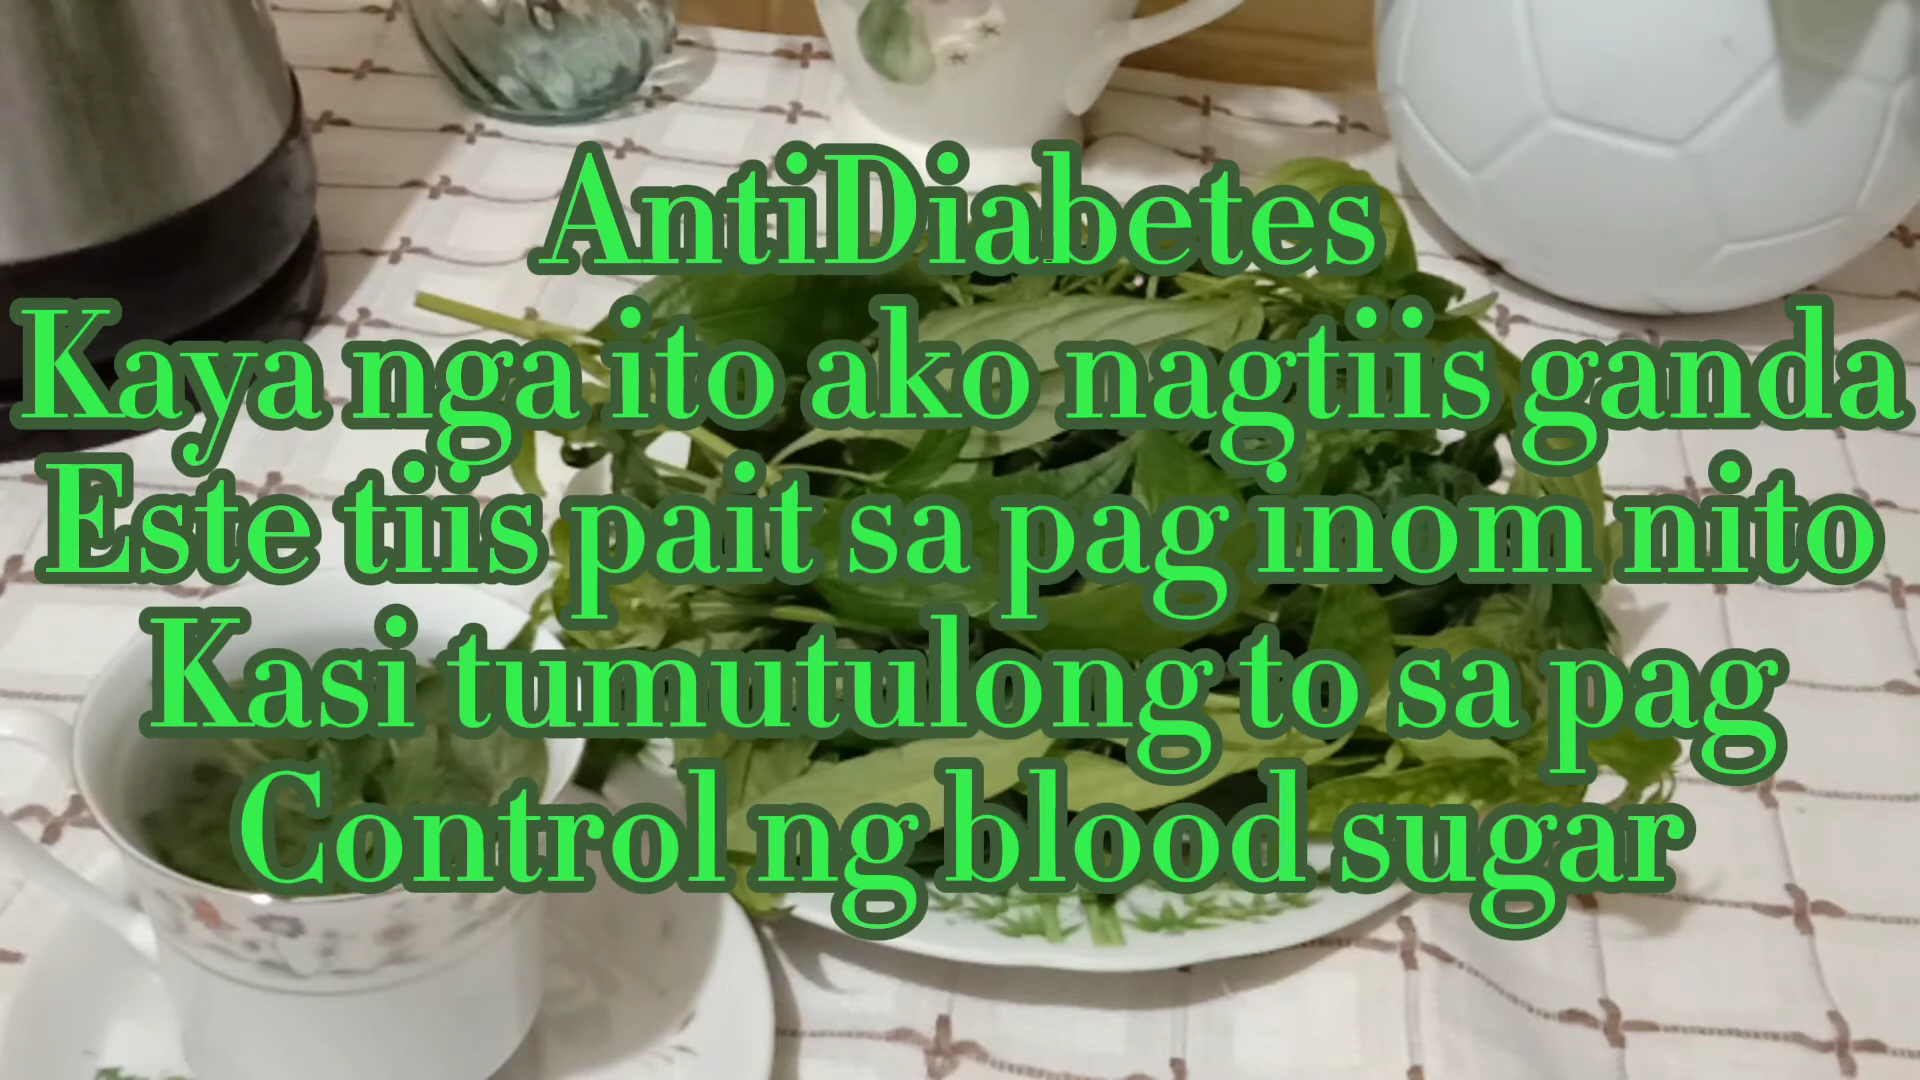 AntiDiabetes
Kaya nga ito ako nagtiis ganda
Este tiis pait sa pag inom nito
Kasi tumutulong to sa pag
Control ng blood sugar